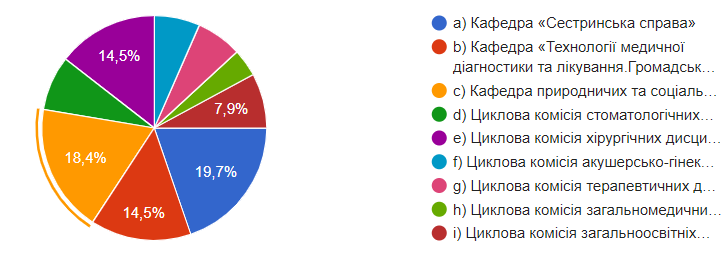 14,5%
7,9%
18,4%
19,7%
14,5%
a) Кафедра «Сестринська справа»
b) Кафедра «Технології медичної
діагностики та лікування.Громадськ…
c) Кафедра природничих та соціаль…
d) Циклова комісія стоматологічних…
e) Циклова комісія хірургічних дисци…
f) Циклова комісія акушерсько-гінек…
g) Циклова комісія терапевтичних д…
h) Циклова комісія загальномедични…
i) Циклова комісія загальноосвітніх…